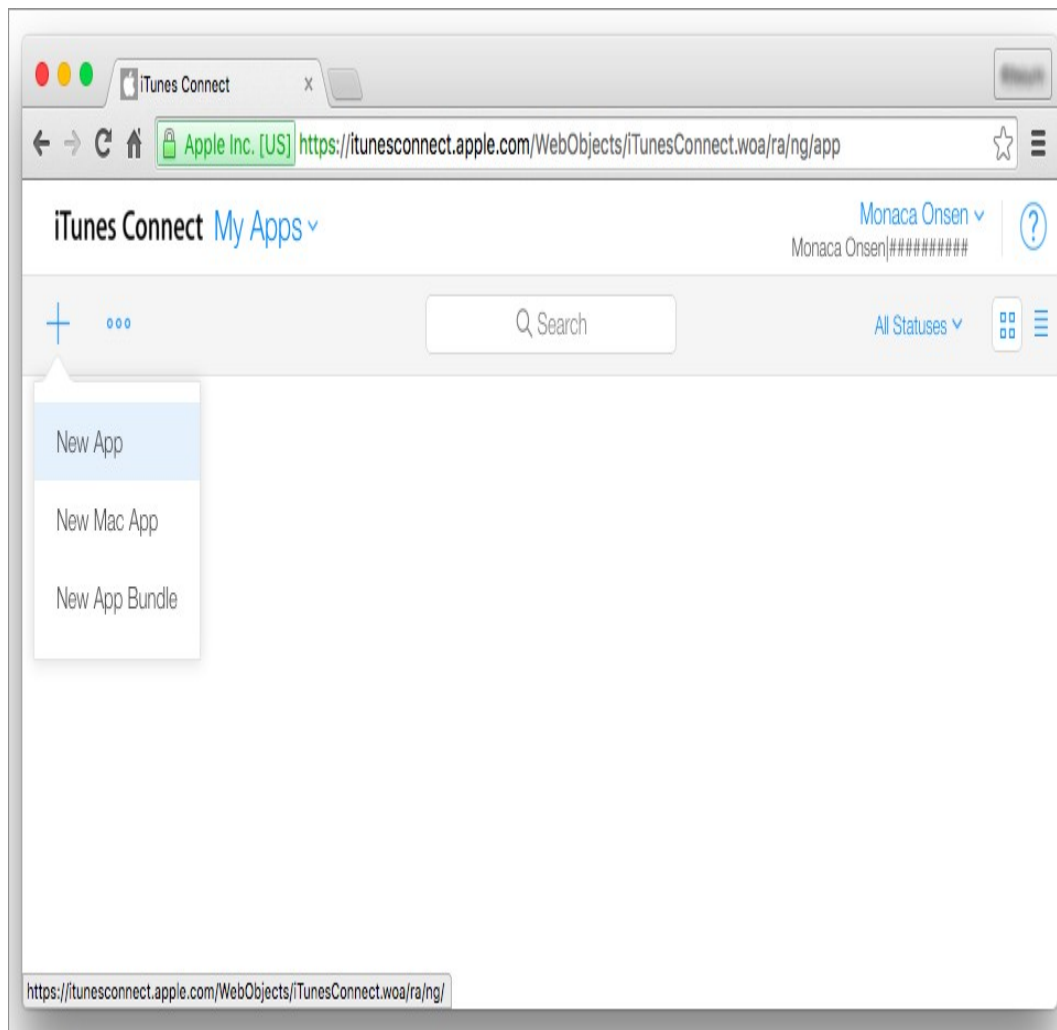 iTunes Connect
Apple Inc. [US] https://itunesconnect.apple.com/WebObjects/iTunesConnect.woa/ra/ng/app
iTunes Connect My Apps
Monaca Onsen
Monaca Onsen|##########
?
Search
All Statuses
New App
New Mac App
New App Bundle
https://itunesconnect.apple.com/WebObjects/iTunesConnect.woa/ra/ng/